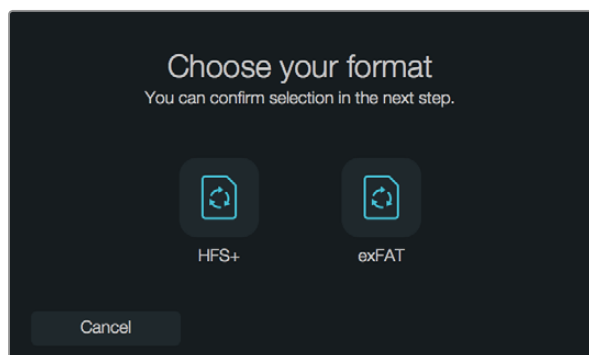 Choose your format
You can confirm selection in the next step.
HFS+
exFAT
Cancel